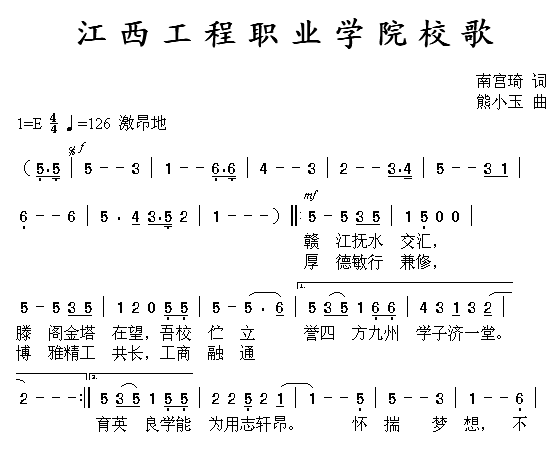 江西工程职业学院校歌
南宫琦 词
熊小玉 曲
1=E 4/4 ♩=126 激昂地
𝄋 f
( 5·5 | 5 - - 3 | 1 - - 6·6 | 4 - - 3 | 2 - - 3·4 | 5 - - 3 1 |
mf
6 - - 6 | 5 · 4 3·5 2 | 1 - - - ) ‖: 5 - 5 3 5 | 1 5 0 0 |
赣 江抚水 交汇,
厚 德敏行 兼修,
1.
5 - 5 3 5 | 1 2 0 5 5 | 5 - 5 · 6 | 5 3 5 1 6 6 | 4 3 1 3 2 |
滕 阁金塔 在望,吾校 伫 立 誉四 方九州 学子济一堂。
博 雅精工 共长,工商 融 通
2.
2 - - - :‖ 5 3 5 1 5 5 | 2 2 5 2 1 | 1 - - 5 | 5 - 3 - | 1 - - 5 |
育英 良学能 为用志轩昂。 怀 揣 梦 想, 不